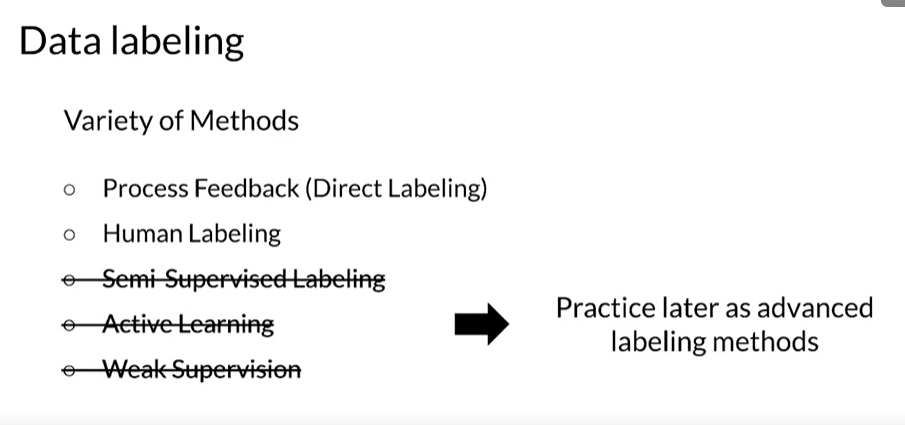 Data labeling
Variety of Methods
○ Process Feedback (Direct Labeling)
○ Human Labeling
○ Semi Supervised Labeling
○ Active Learning
○ Weak Supervision
Practice later as advanced
labeling methods